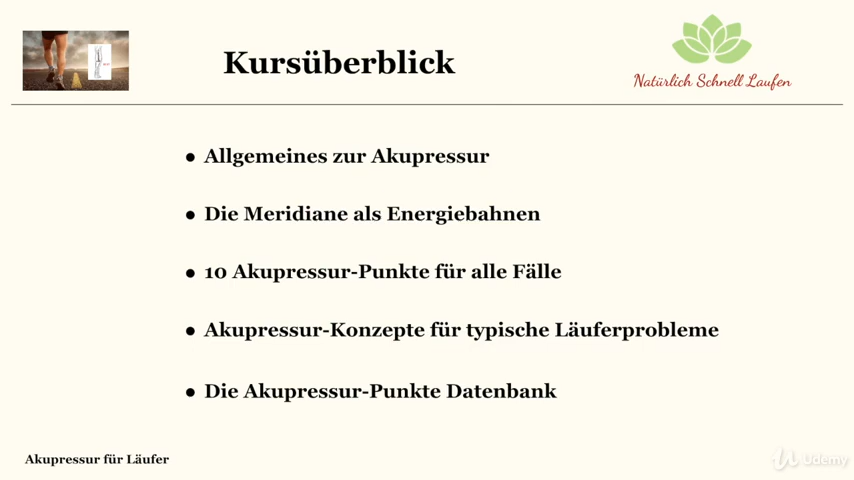 Kursüberblick
Natürlich Schnell Laufen
● Allgemeines zur Akupressur
● Die Meridiane als Energiebahnen
● 10 Akupressur-Punkte für alle Fälle
● Akupressur-Konzepte für typische Läuferprobleme
● Die Akupressur-Punkte Datenbank
Akupressur für Läufer
Udemy